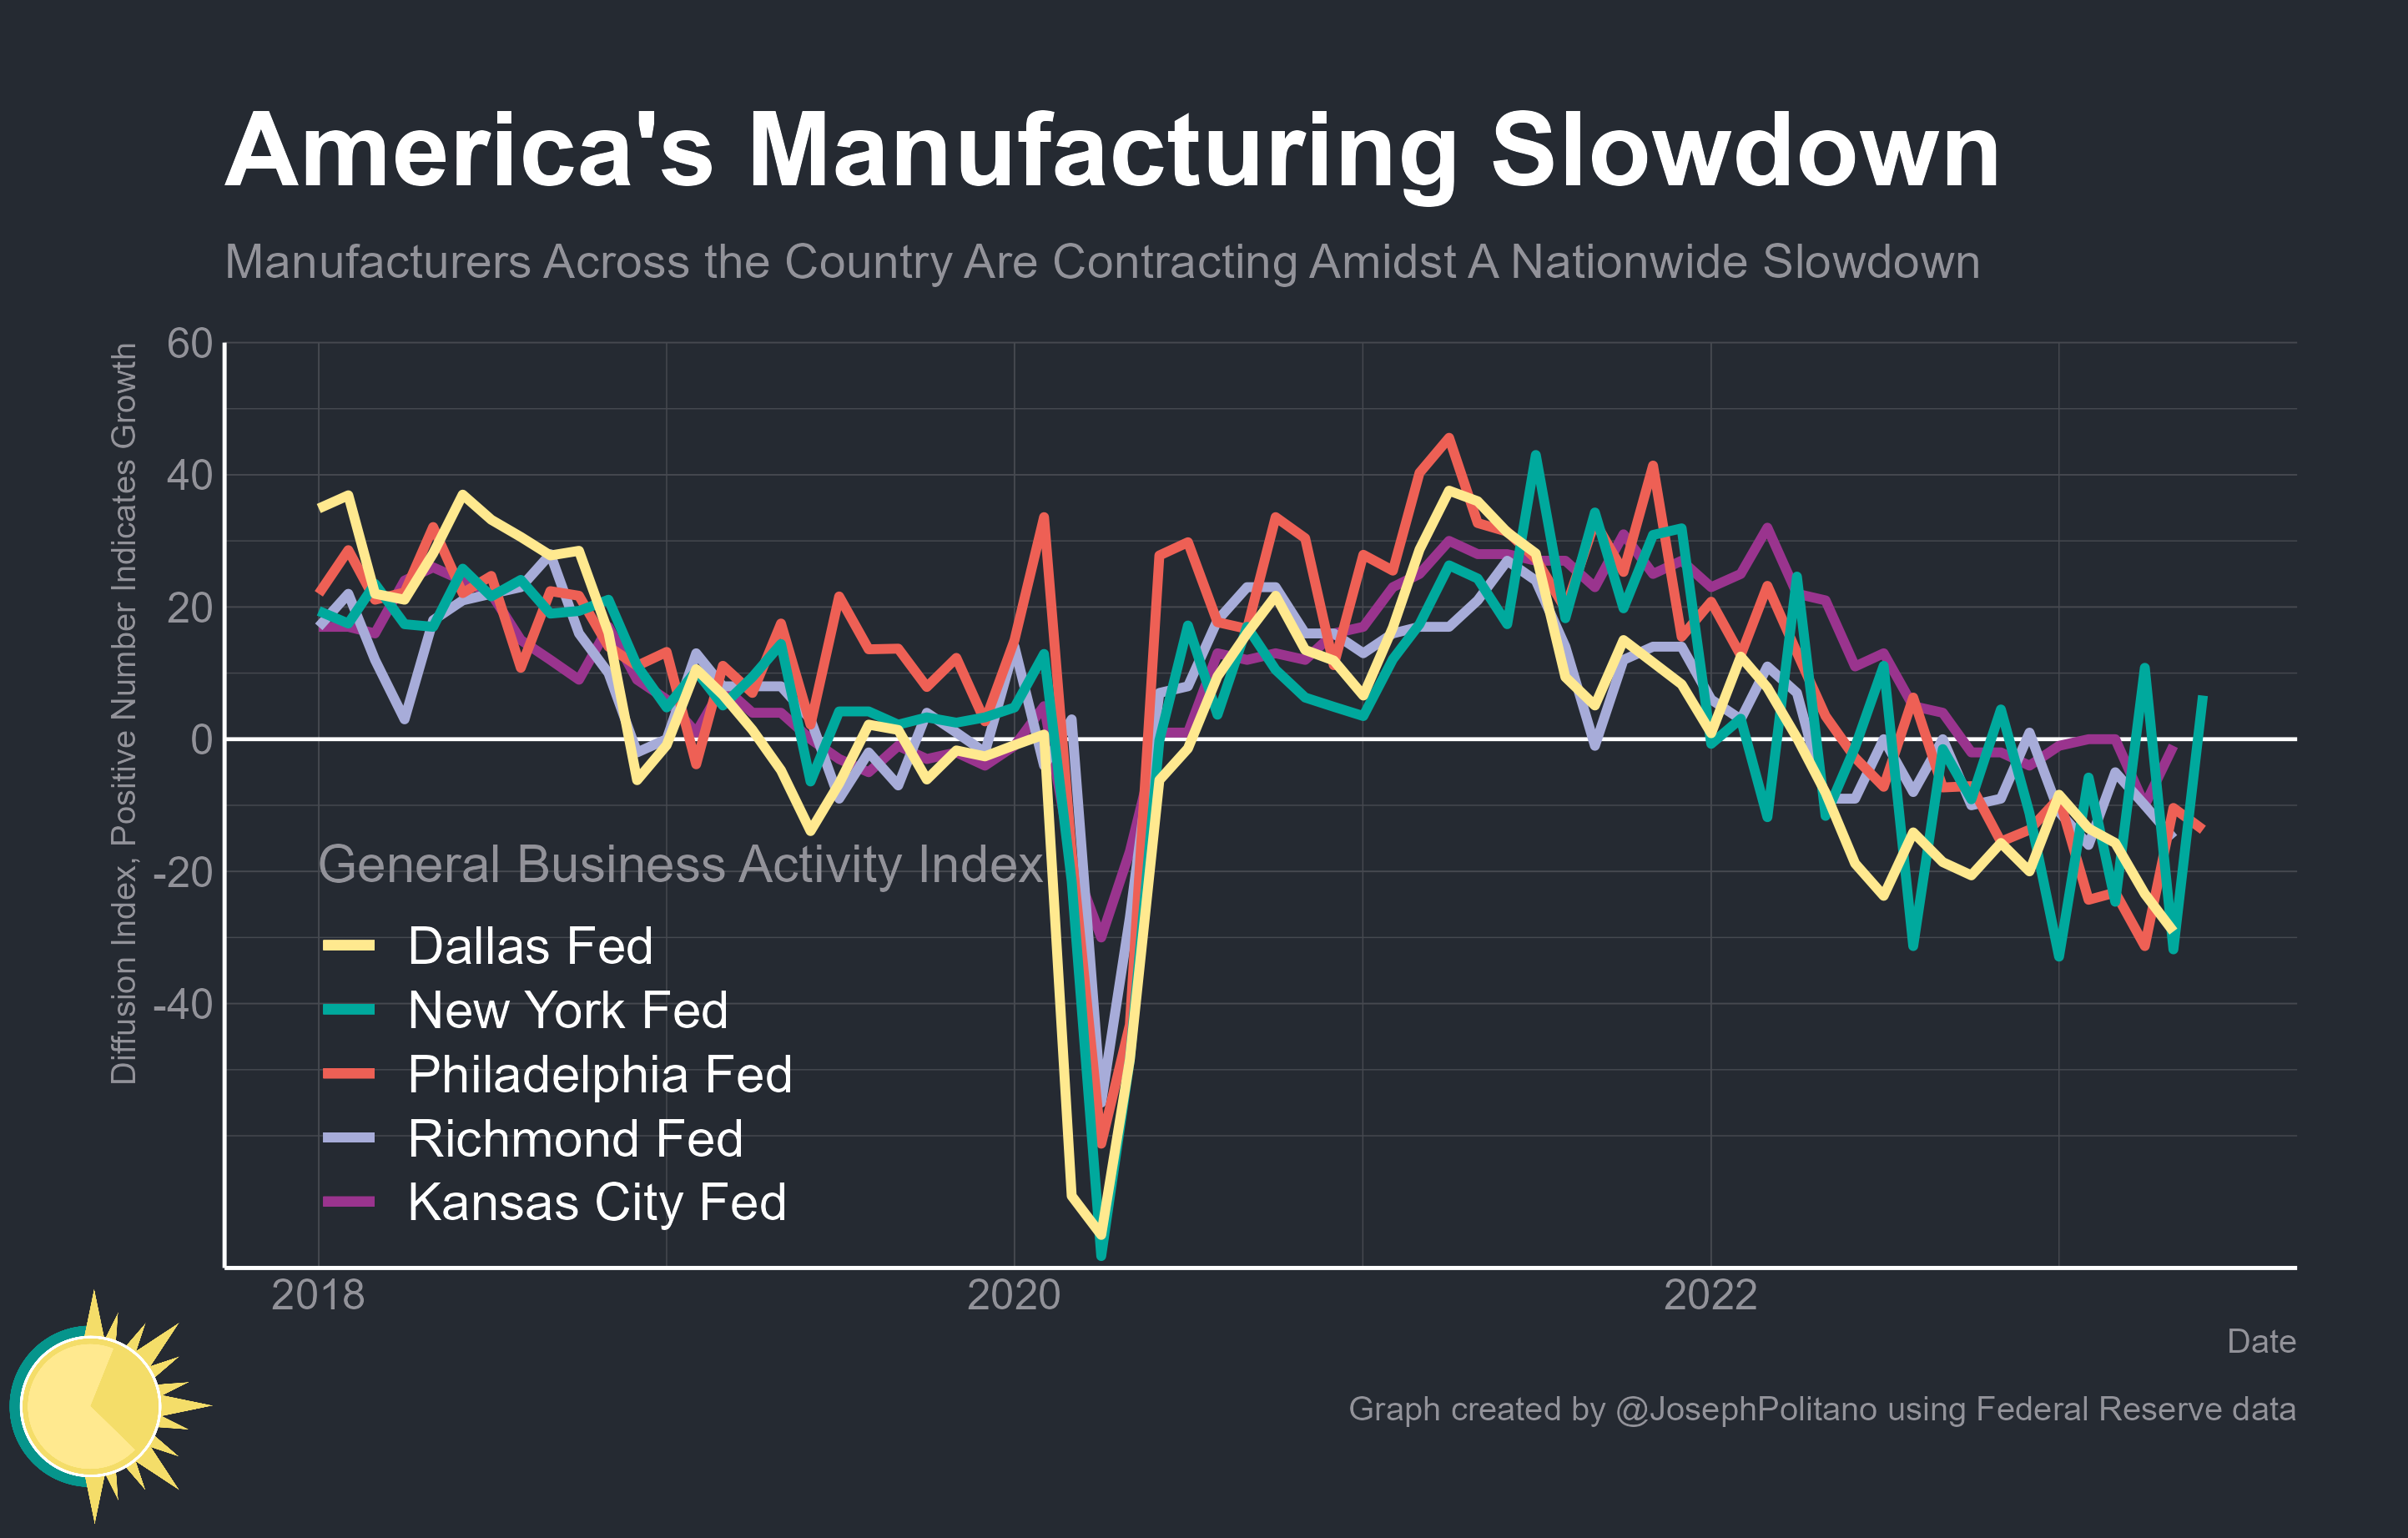 America's Manufacturing Slowdown
Manufacturers Across the Country Are Contracting Amidst A Nationwide Slowdown
Diffusion Index, Positive Number Indicates Growth
60
40
20
0
-20
-40
General Business Activity Index
Dallas Fed
New York Fed
Philadelphia Fed
Richmond Fed
Kansas City Fed
2018
2020
2022
Date
Graph created by @JosephPolitano using Federal Reserve data